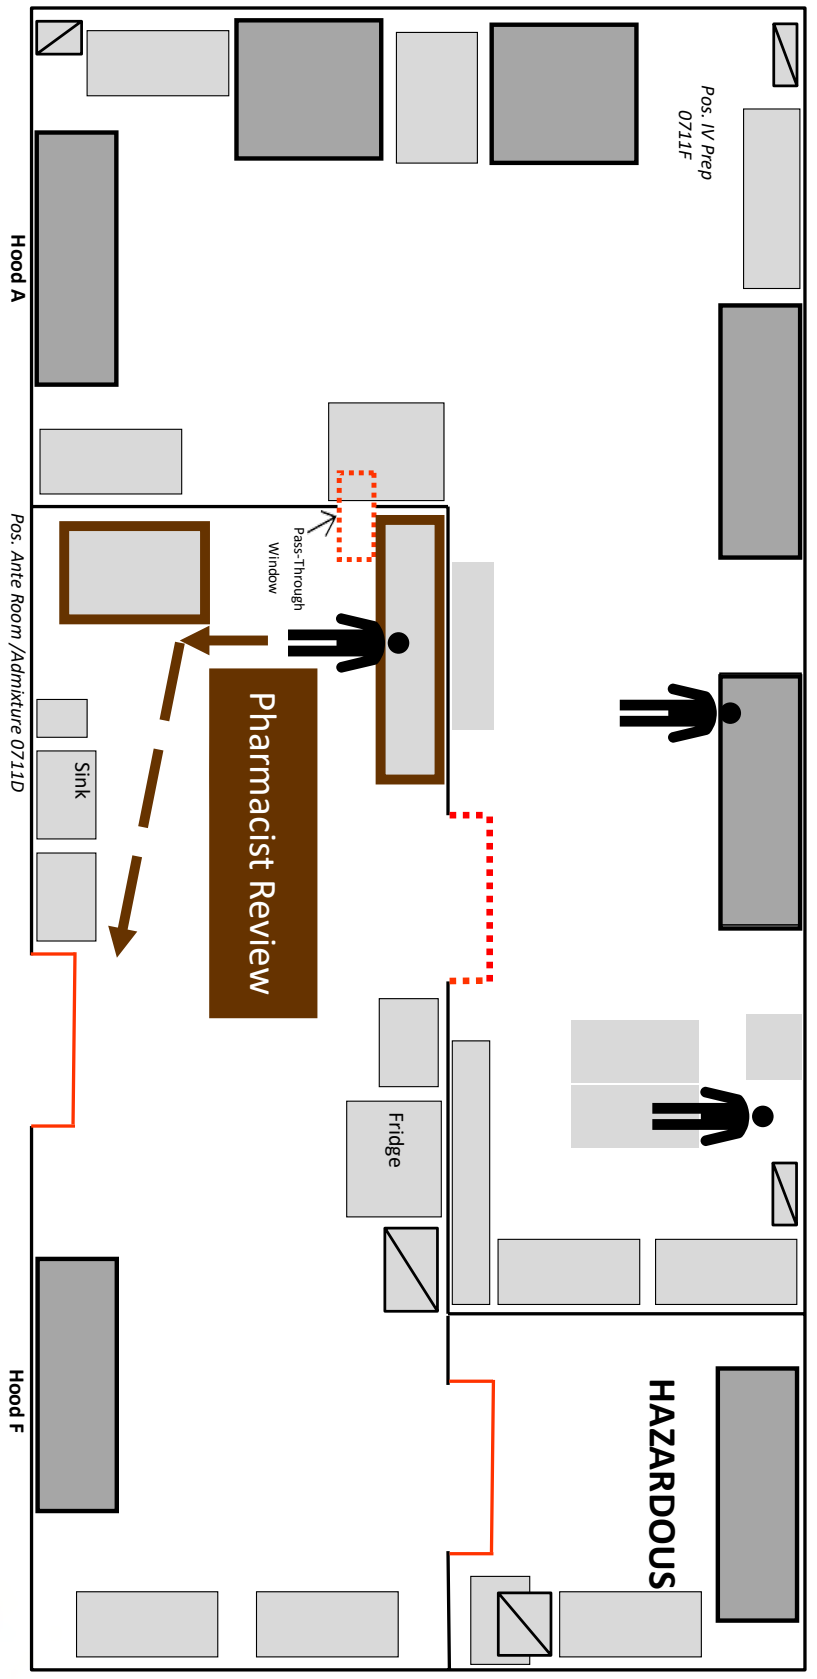 Pos. IV Prep
0711F
Hood A
Pass-Through
Window
Pos. Ante Room /Admixture 0711D
Sink
Pharmacist Review
Fridge
HAZARDOUS
Hood F